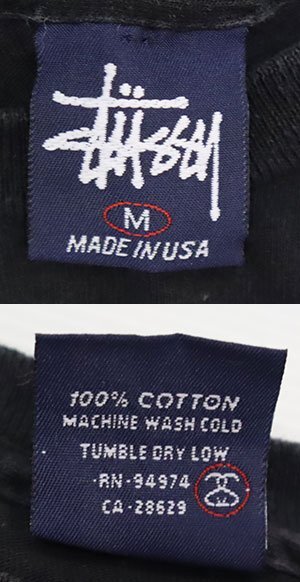 Stüssy
M
MADE IN USA
100% COTTON
MACHINE WASH COLD
TUMBLE DRY LOW
·RN-94974
CA-28629